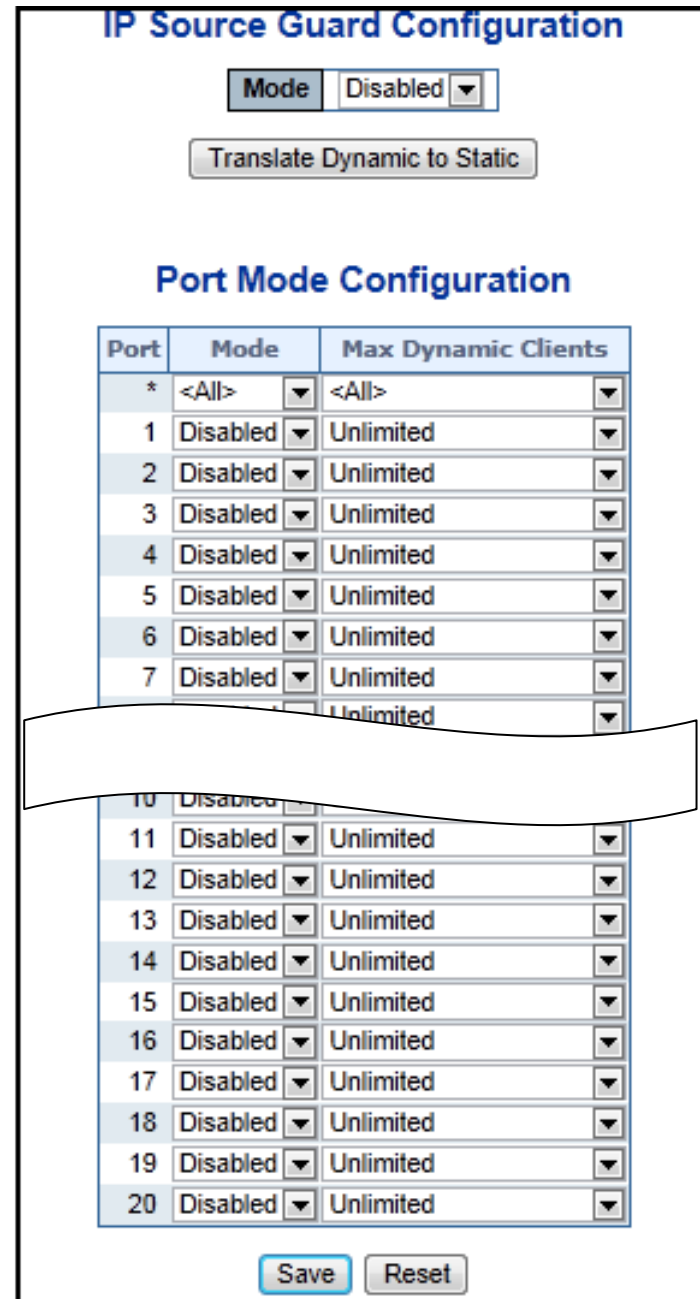 IP Source Guard Configuration
Mode Disabled
Translate Dynamic to Static
Port Mode Configuration
Port Mode Max Dynamic Clients
* <All> <All>
1 Disabled Unlimited
2 Disabled Unlimited
3 Disabled Unlimited
4 Disabled Unlimited
5 Disabled Unlimited
6 Disabled Unlimited
7 Disabled Unlimited
Unlimited
10 Disabled
11 Disabled Unlimited
12 Disabled Unlimited
13 Disabled Unlimited
14 Disabled Unlimited
15 Disabled Unlimited
16 Disabled Unlimited
17 Disabled Unlimited
18 Disabled Unlimited
19 Disabled Unlimited
20 Disabled Unlimited
Save Reset